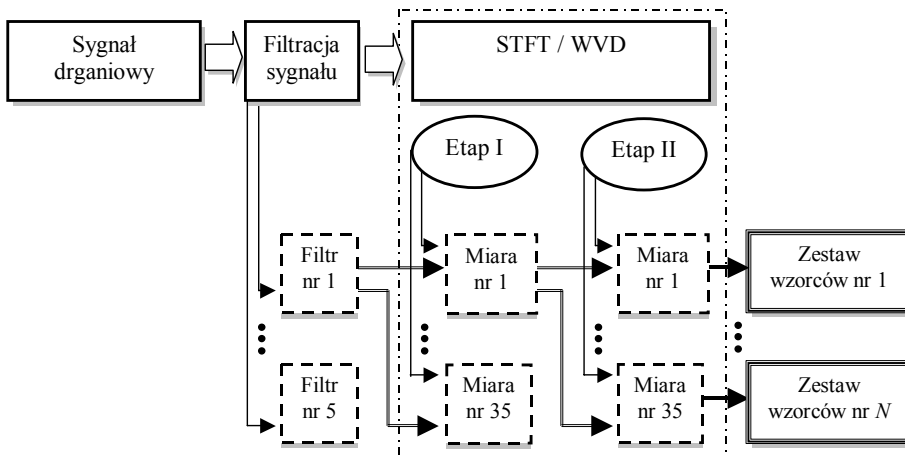 Sygnał
drganiowy
Filtracja
sygnału
STFT / WVD
Etap I
Etap II
Filtr
nr 1
Miara
nr 1
Miara
nr 1
Zestaw
wzorców nr 1
Filtr
nr 5
Miara
nr 35
Miara
nr 35
Zestaw
wzorców nr N